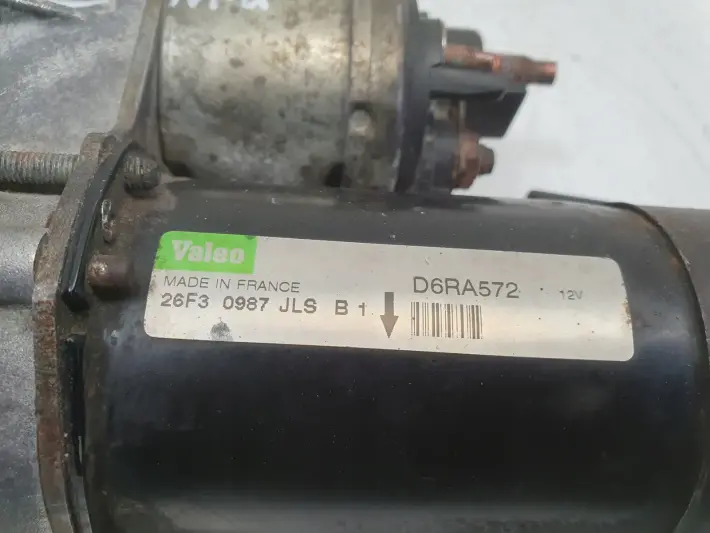 Valeo
MADE IN FRANCE
26F3 0987 JLS B 1
D6RA572 12V